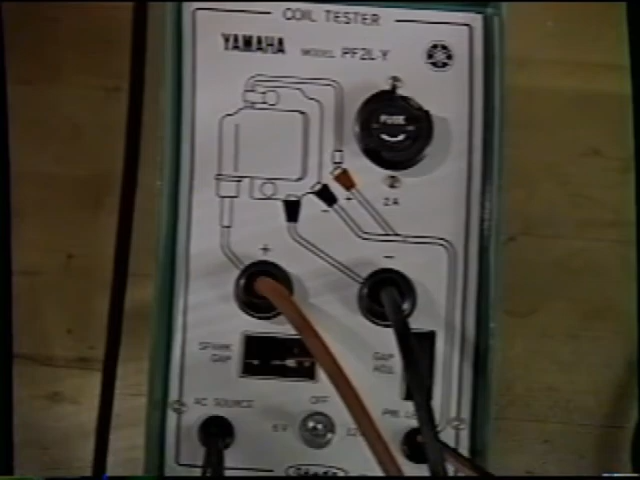 COIL TESTER
YAMAHA MODEL PF2L-Y
FUSE
2A
+ −
SPARK GAP
GAP ADJ.
AC SOURCE
OFF
6V